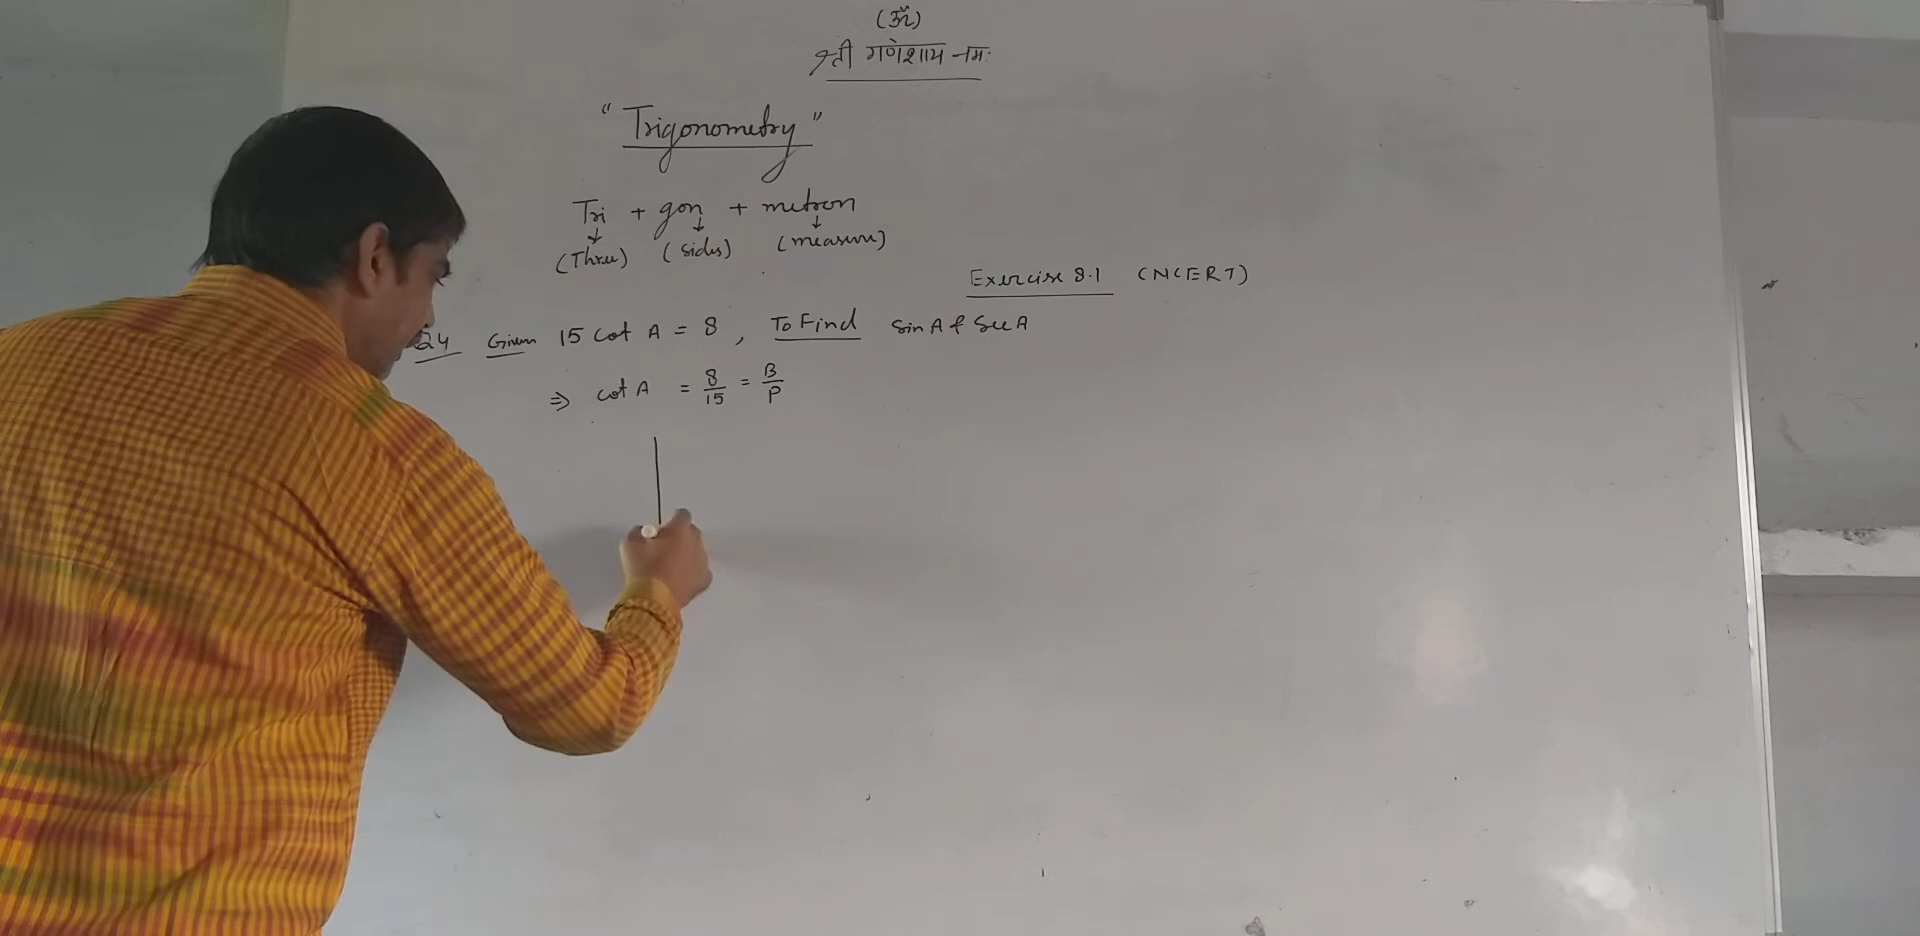 (ॐ)
श्री गणेशाय नमः
"Trigonometry"
Tri + gon + metron
(Three) (sides) (measure)
Exercise 8.1 (NCERT)
Q4 Given 15 cot A = 8, To Find sin A & Sec A
⇒ cot A = 8/15 = B/P